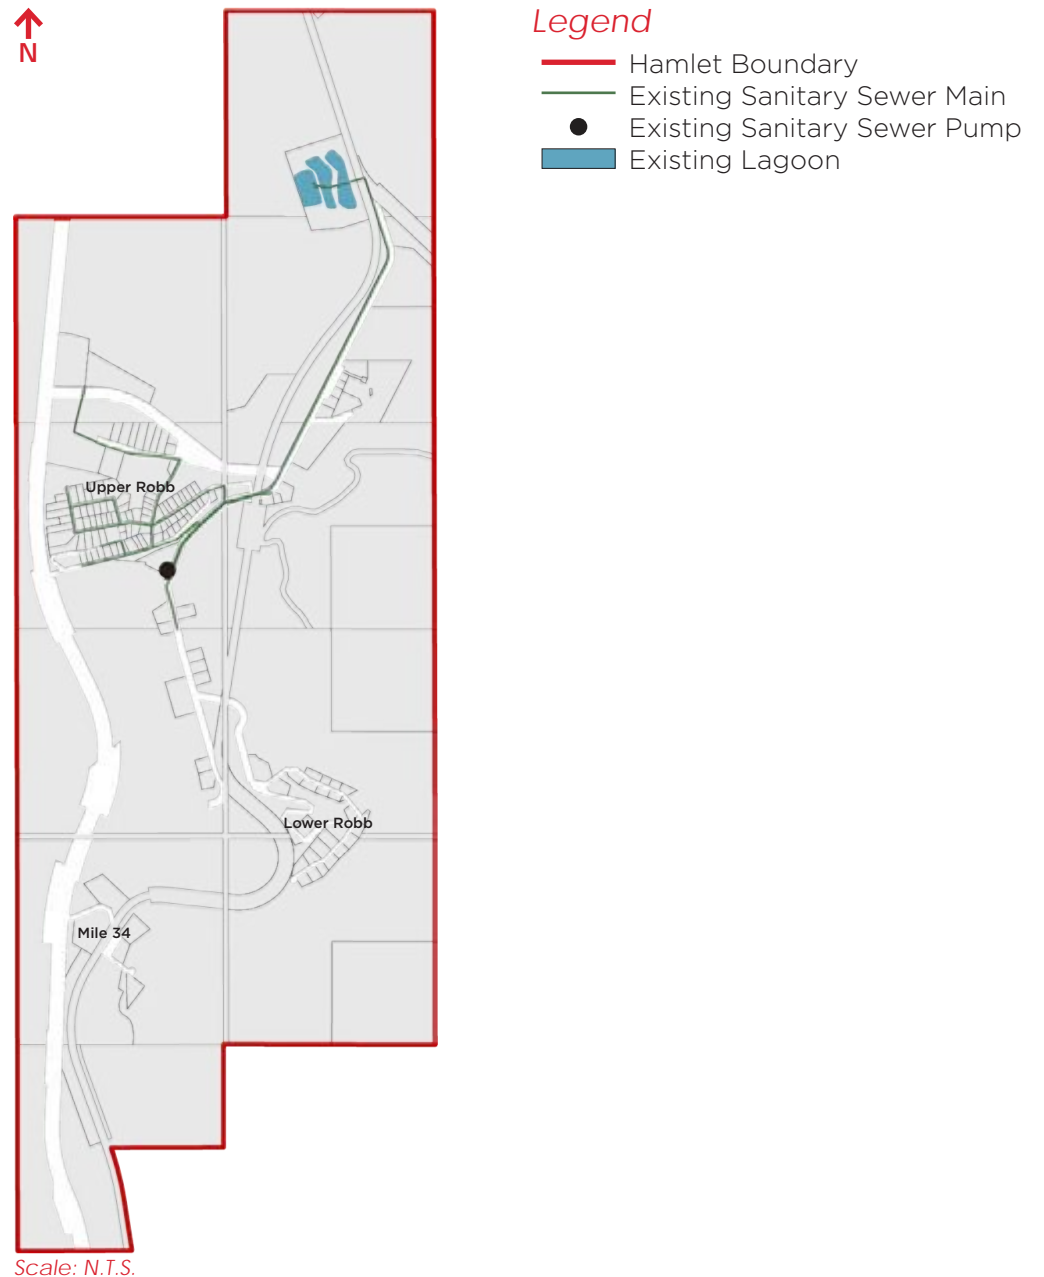 N
Legend
Hamlet Boundary
Existing Sanitary Sewer Main
Existing Sanitary Sewer Pump
Existing Lagoon
Upper Robb
Lower Robb
Mile 34
Scale: N.T.S.